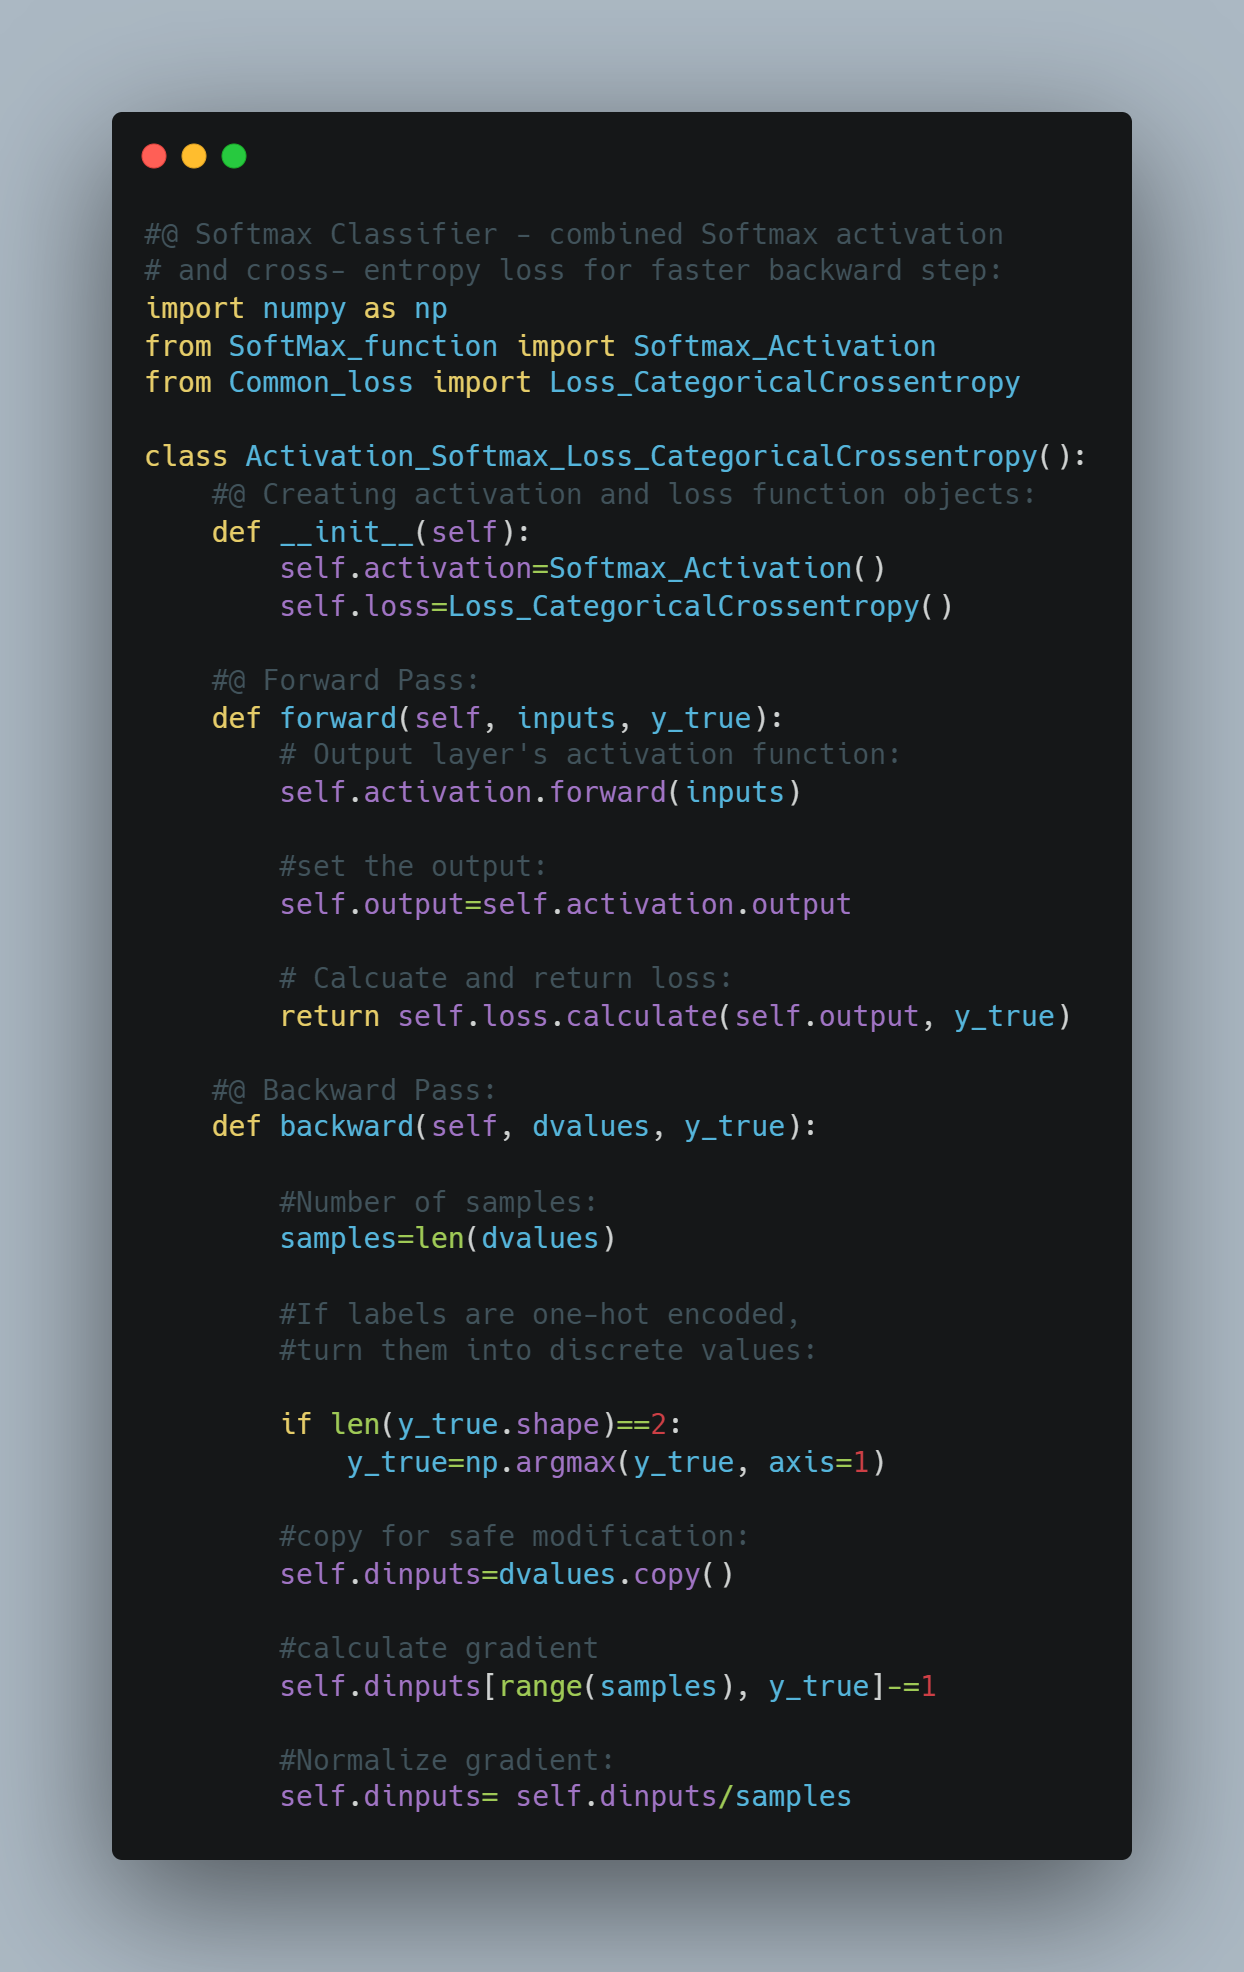 #@ Softmax Classifier - combined Softmax activation
# and cross- entropy loss for faster backward step:
import numpy as np
from SoftMax_function import Softmax_Activation
from Common_loss import Loss_CategoricalCrossentropy

class Activation_Softmax_Loss_CategoricalCrossentropy():
    #@ Creating activation and loss function objects:
    def __init__(self):
        self.activation=Softmax_Activation()
        self.loss=Loss_CategoricalCrossentropy()

    #@ Forward Pass:
    def forward(self, inputs, y_true):
        # Output layer's activation function:
        self.activation.forward(inputs)

        #set the output:
        self.output=self.activation.output

        # Calcuate and return loss:
        return self.loss.calculate(self.output, y_true)

    #@ Backward Pass:
    def backward(self, dvalues, y_true):

        #Number of samples:
        samples=len(dvalues)

        #If labels are one-hot encoded,
        #turn them into discrete values:

        if len(y_true.shape)==2:
            y_true=np.argmax(y_true, axis=1)

        #copy for safe modification:
        self.dinputs=dvalues.copy()

        #calculate gradient
        self.dinputs[range(samples), y_true]-=1

        #Normalize gradient:
        self.dinputs= self.dinputs/samples